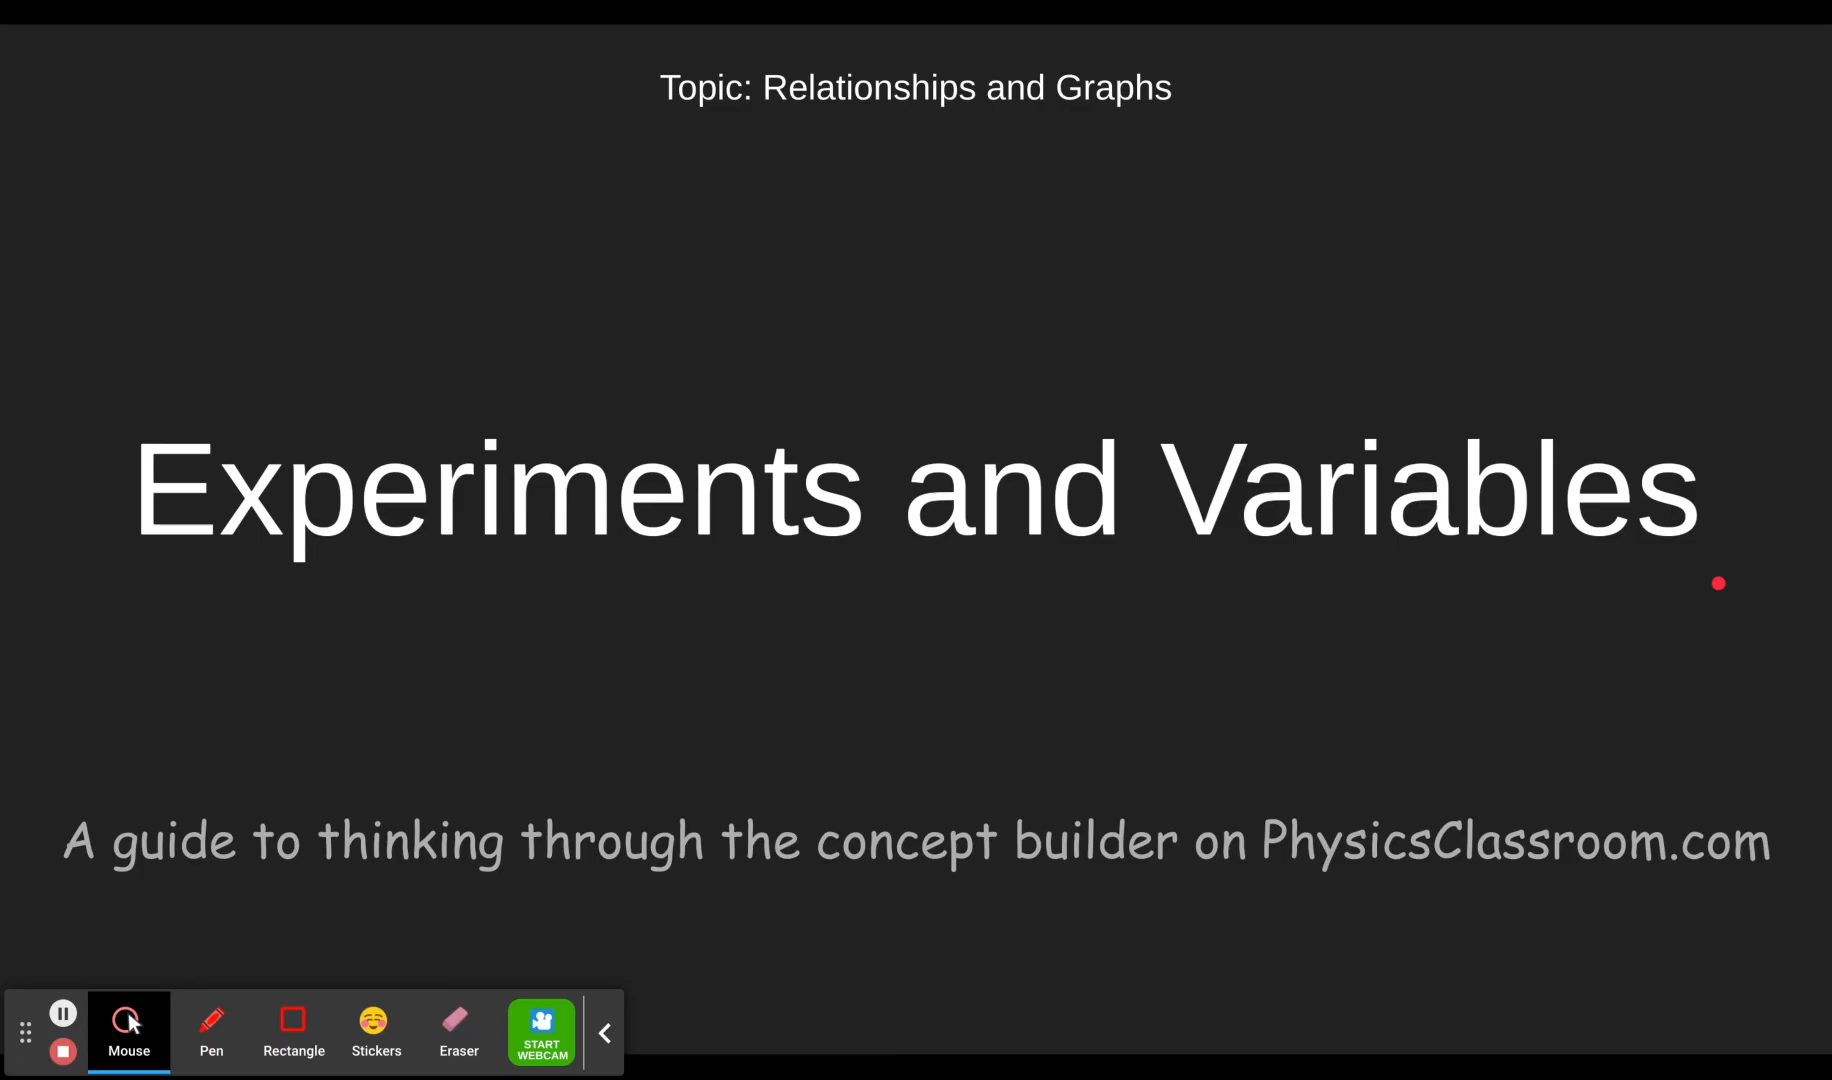 Topic: Relationships and Graphs
Experiments and Variables
A guide to thinking through the concept builder on PhysicsClassroom.com
Mouse
Pen
Rectangle
Stickers
Eraser
START
WEBCAM